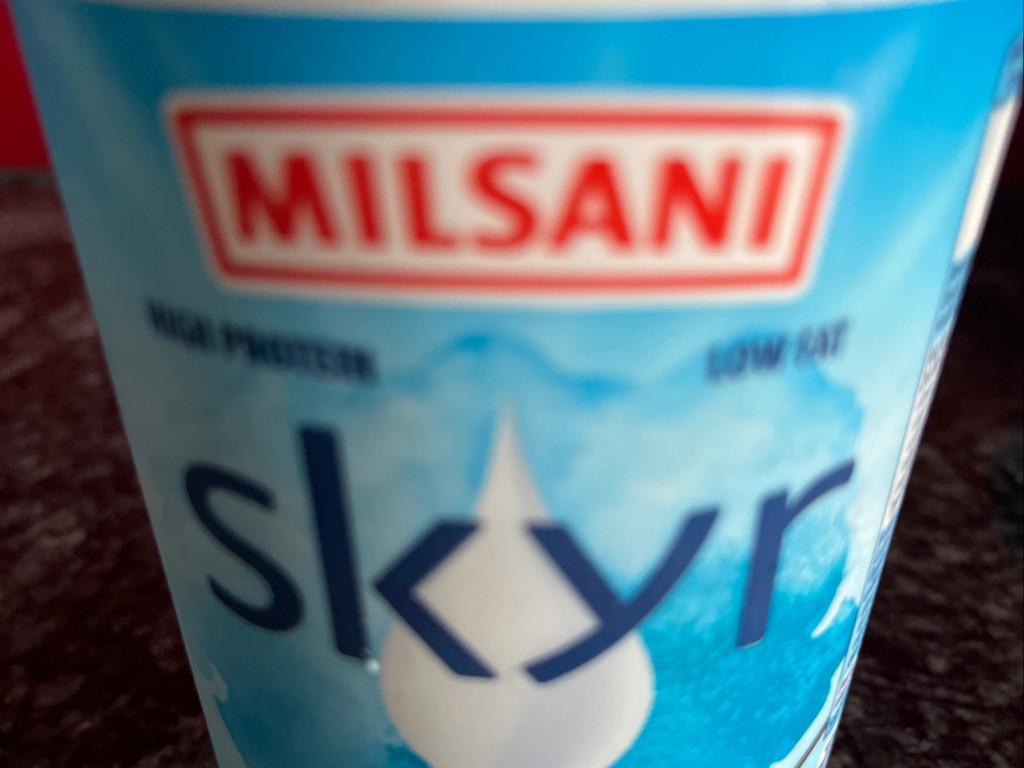 MILSANI
HIGH PROTEIN
LOW FAT
skyr